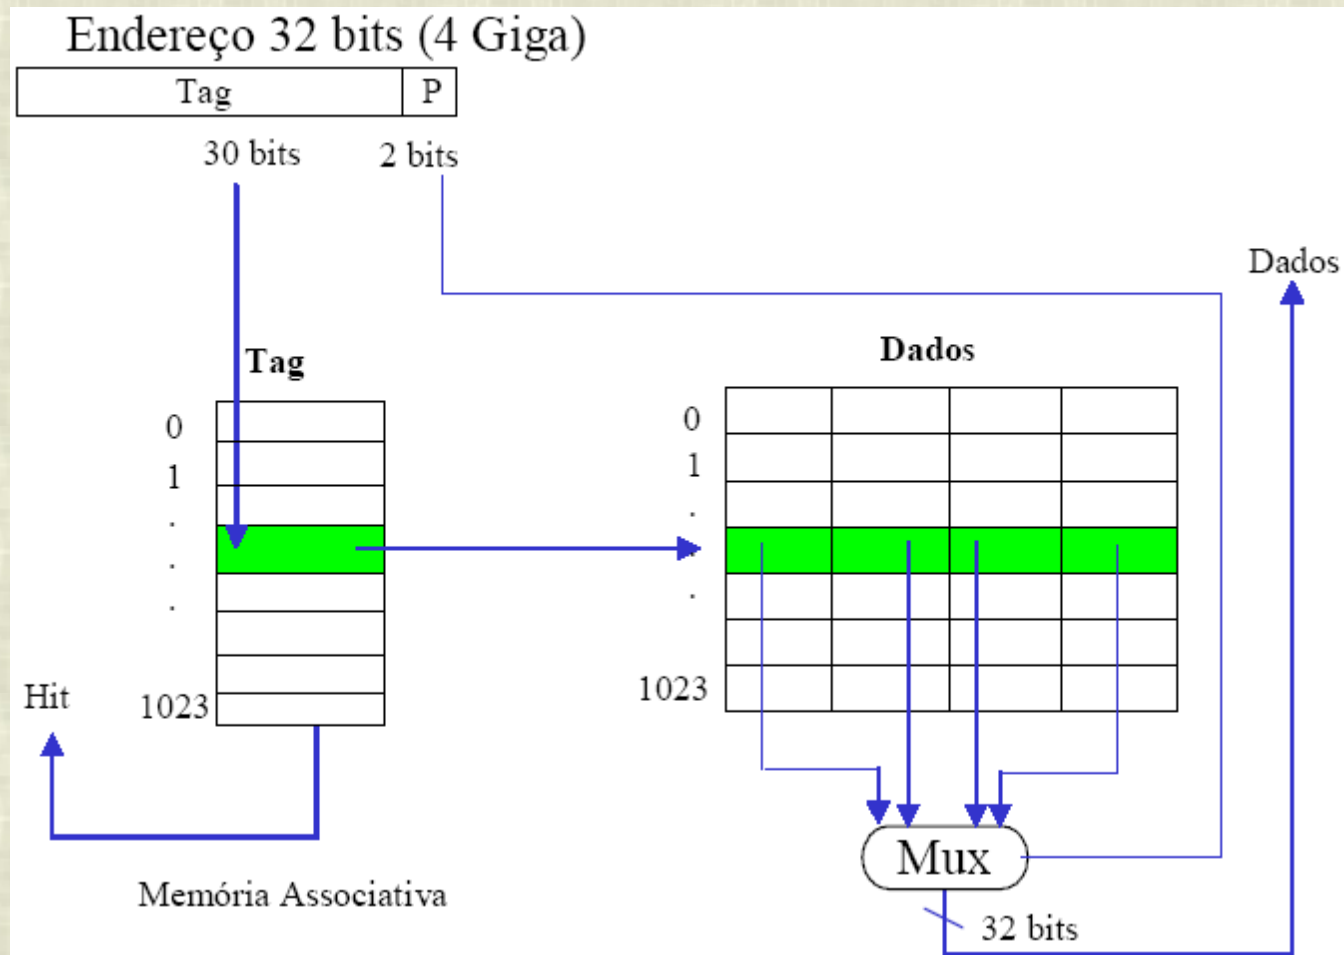 Endereço 32 bits (4 Giga)
Tag P
30 bits 2 bits
Dados
Tag
Dados
0
1
.
.
.
1023
0
1
.
.
1023
Hit
Mux
Memória Associativa
32 bits